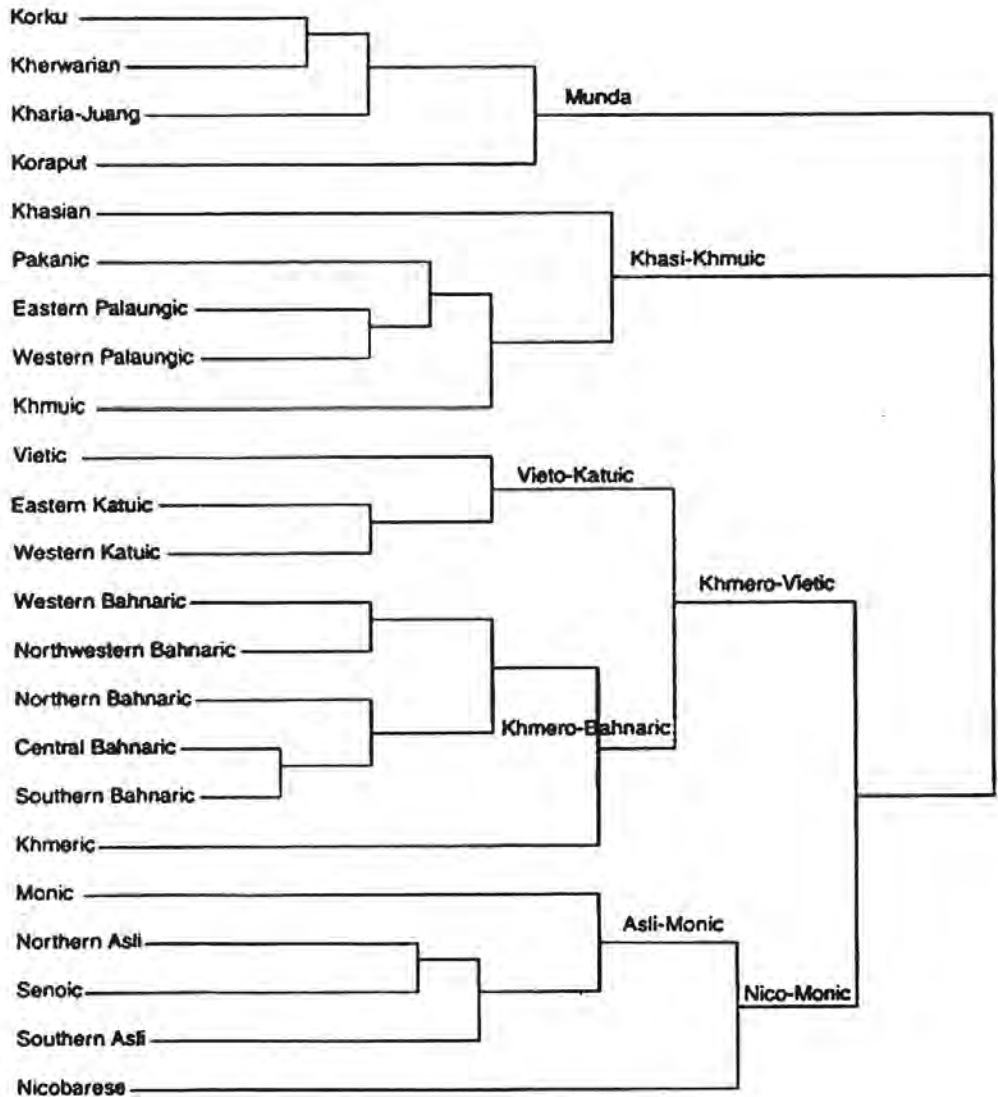 Korku
Kherwarian
Munda
Kharia-Juang
Koraput
Khasian
Pakanic
Khasi-Khmuic
Eastern Palaungic
Western Palaungic
Khmuic
Vietic
Vieto-Katuic
Eastern Katuic
Western Katuic
Khmero-Vietic
Western Bahnaric
Northwestern Bahnaric
Northern Bahnaric
Khmero-Bahnaric
Central Bahnaric
Southern Bahnaric
Khmeric
Monic
Asli-Monic
Northern Asli
Senoic
Nico-Monic
Southern Asli
Nicobarese